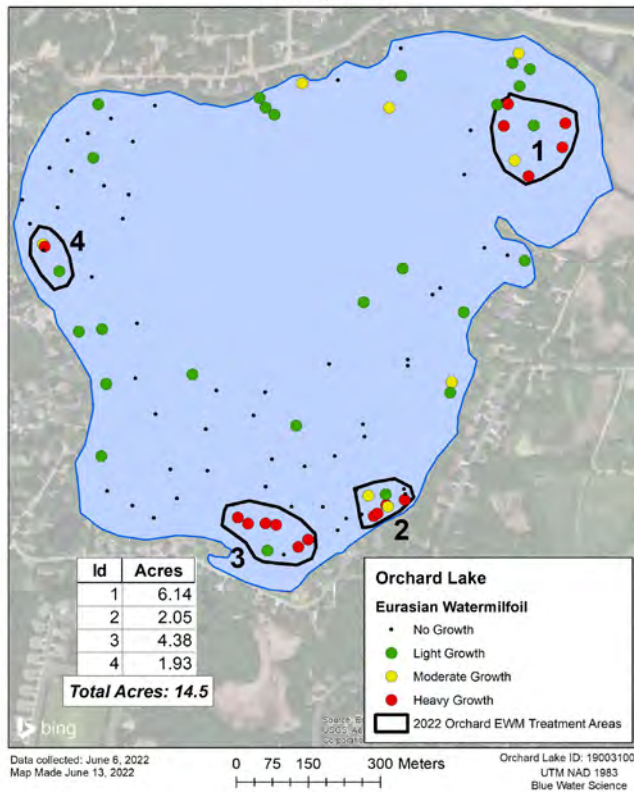 1
4
2
3
Id Acres
1 6.14
2 2.05
3 4.38
4 1.93
Total Acres: 14.5
Orchard Lake
Eurasian Watermilfoil
No Growth
Light Growth
Moderate Growth
Heavy Growth
2022 Orchard EWM Treatment Areas
bing
Source:
USGS,
Data collected: June 6, 2022
Map Made June 13, 2022
0 75 150 300 Meters
Orchard Lake ID: 19003100
UTM NAD 1983
Blue Water Science